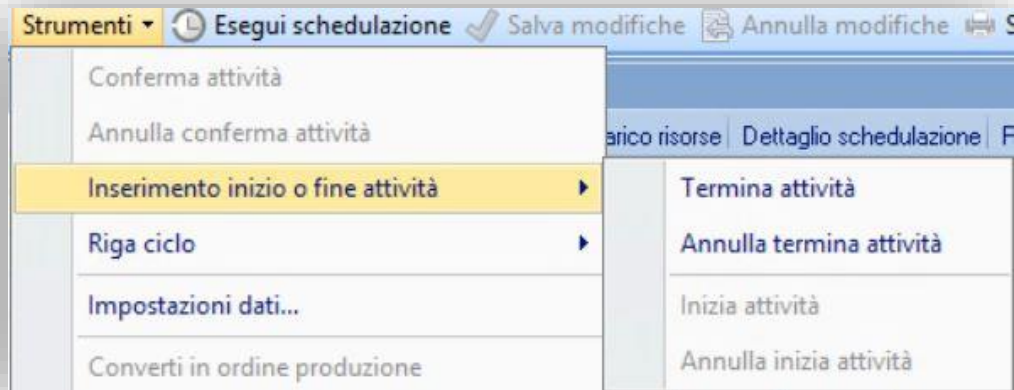 Strumenti Esegui schedulazione Salva modifiche Annulla modifiche
Conferma attività
Annulla conferma attività
risorse Dettaglio schedulazione
Inserimento inizio o fine attività
Termina attività
Riga ciclo
Annulla termina attività
Impostazioni dati...
Inizia attività
Converti in ordine produzione
Annulla inizia attività